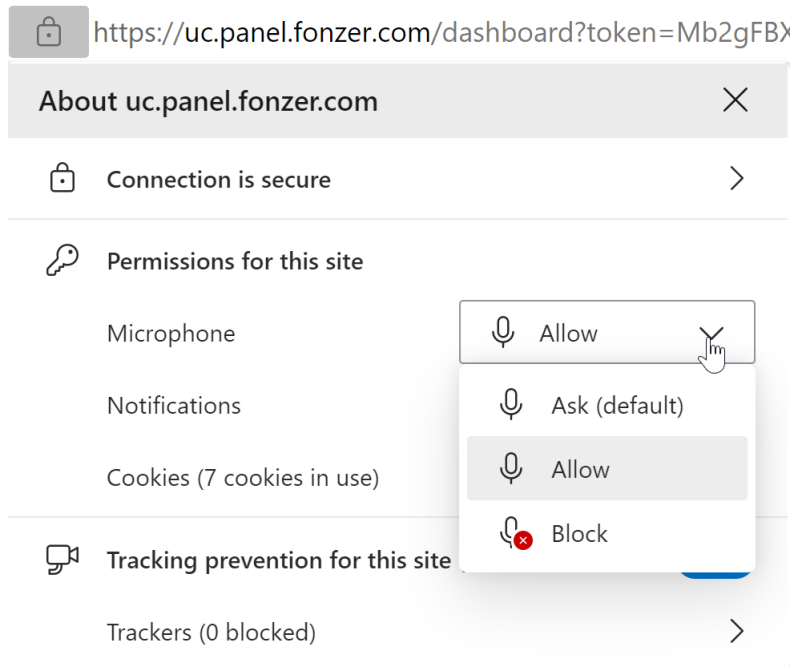 https://uc.panel.fonzer.com/dashboard?token=Mb2gFBX
About uc.panel.fonzer.com
Connection is secure
Permissions for this site
Microphone
Allow
Notifications
Ask (default)
Allow
Cookies (7 cookies in use)
Block
Tracking prevention for this site
Trackers (0 blocked)